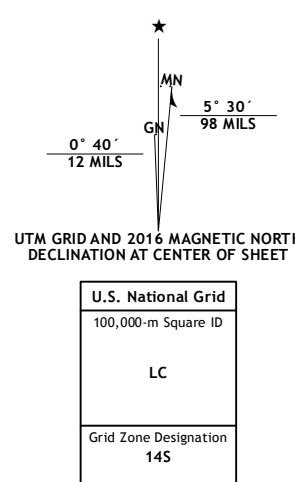 ★
MN
5° 30´
98 MILS
GN
0° 40´
12 MILS
UTM GRID AND 2016 MAGNETIC NORTH
DECLINATION AT CENTER OF SHEET
U.S. National Grid
100,000-m Square ID
LC
Grid Zone Designation
14S